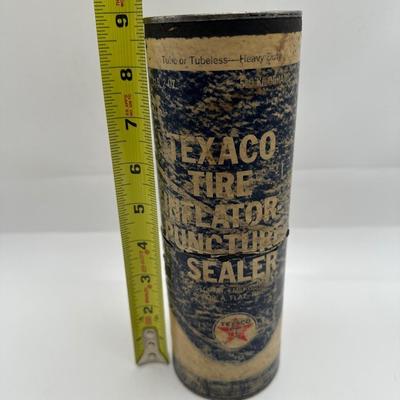 Tube or Tubeless—Heavy Duty
TEXACO
TIRE
INFLATOR
PUNCTURE
SEALER
A FLAT
TEXACO
9
8
7
6
5
4
3
2